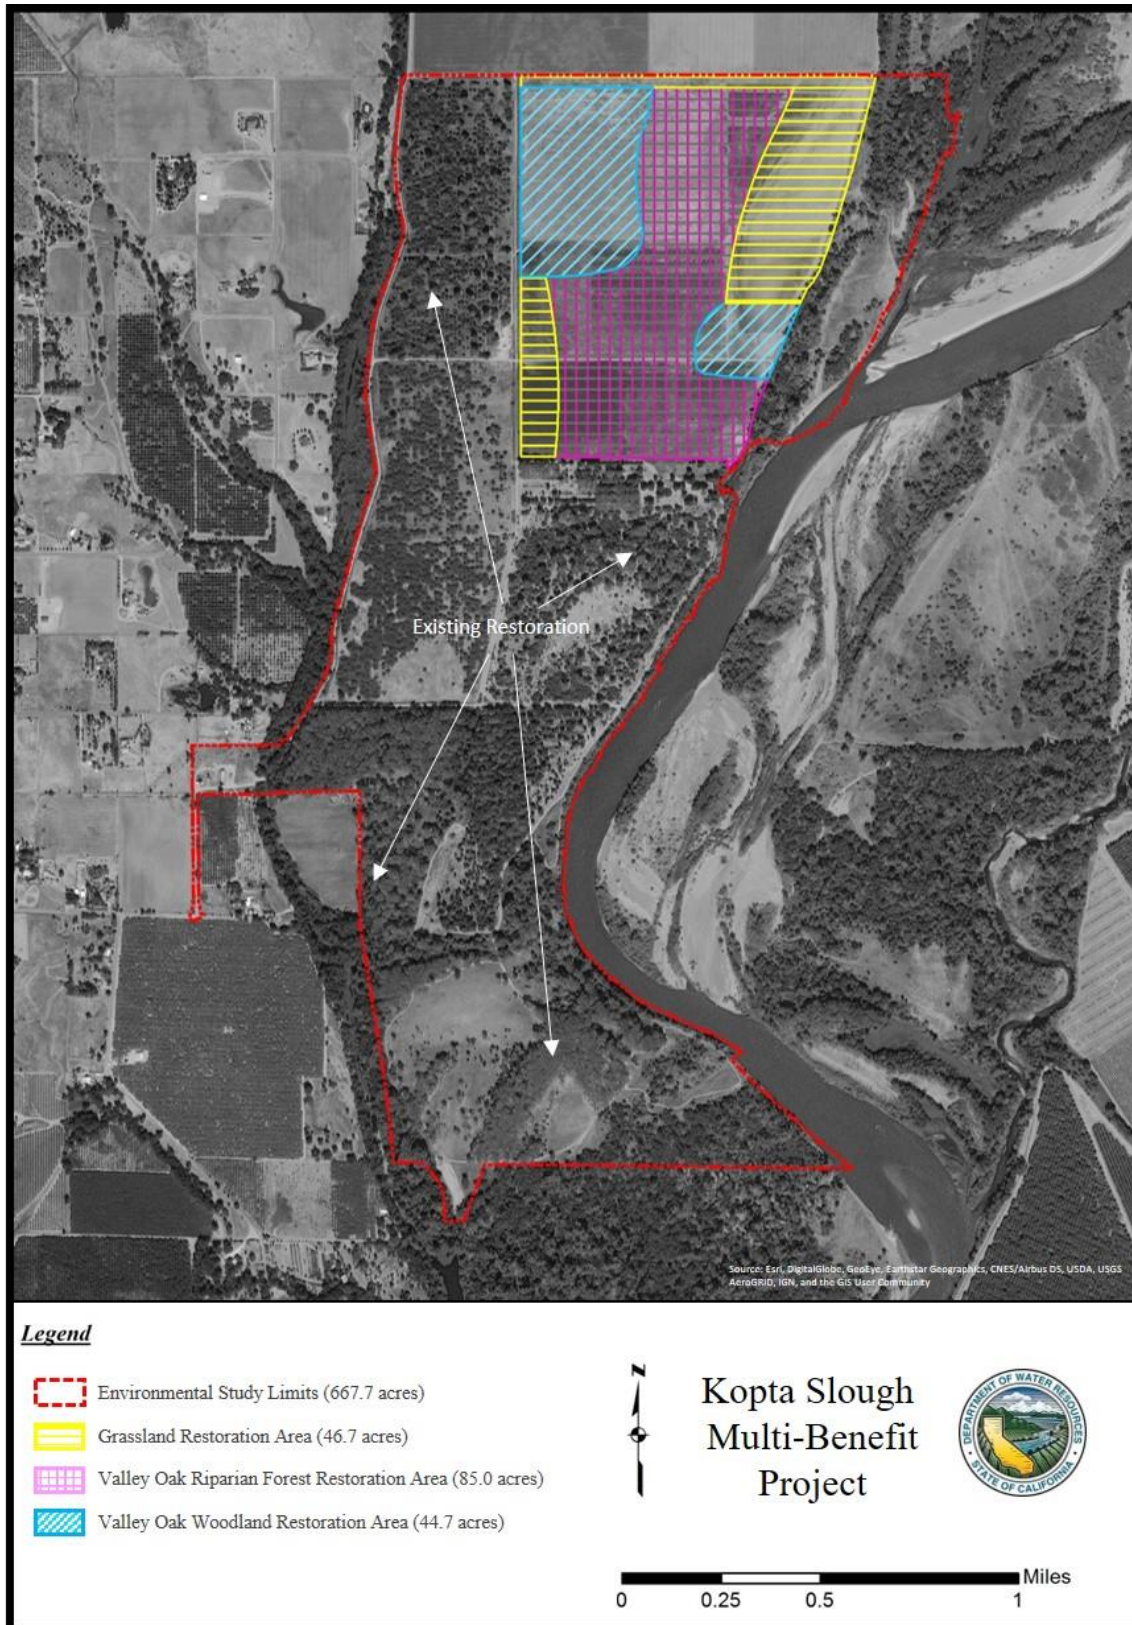 Existing Restoration
Source: Esri, DigitalGlobe, GeoEye, Earthstar Geographics, CNES/Airbus DS, USDA, USGS
AeroGRID, IGN, and the GIS User Community
Legend
Environmental Study Limits (667.7 acres)
Grassland Restoration Area (46.7 acres)
Valley Oak Riparian Forest Restoration Area (85.0 acres)
Valley Oak Woodland Restoration Area (44.7 acres)
N
Kopta Slough
Multi-Benefit
Project
DEPARTMENT OF WATER RESOURCES
STATE OF CALIFORNIA
Miles
0 0.25 0.5 1